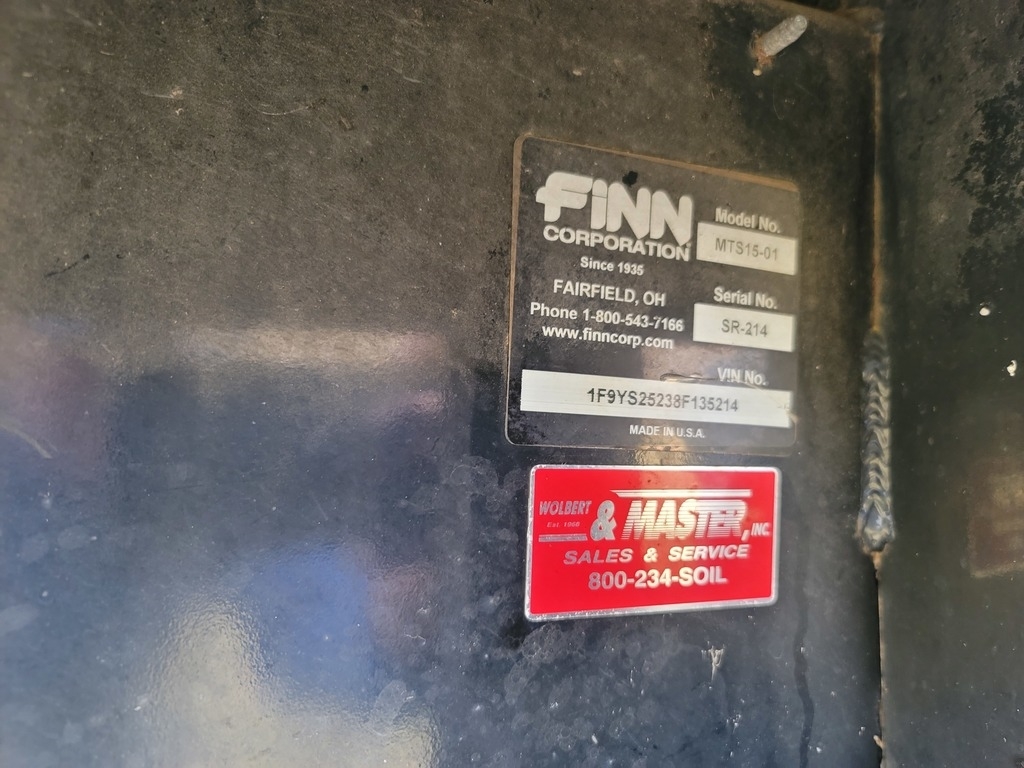 FINN
CORPORATION
Since 1935
FAIRFIELD, OH
Phone 1-800-543-7166
www.finncorp.com
Model No.
MTS15-01
Serial No.
SR-214
VIN No.
1F9YS25238F135214
MADE IN U.S.A.
WOLBERT
Est. 1968
& MASTER, INC.
SALES & SERVICE
800-234-SOIL